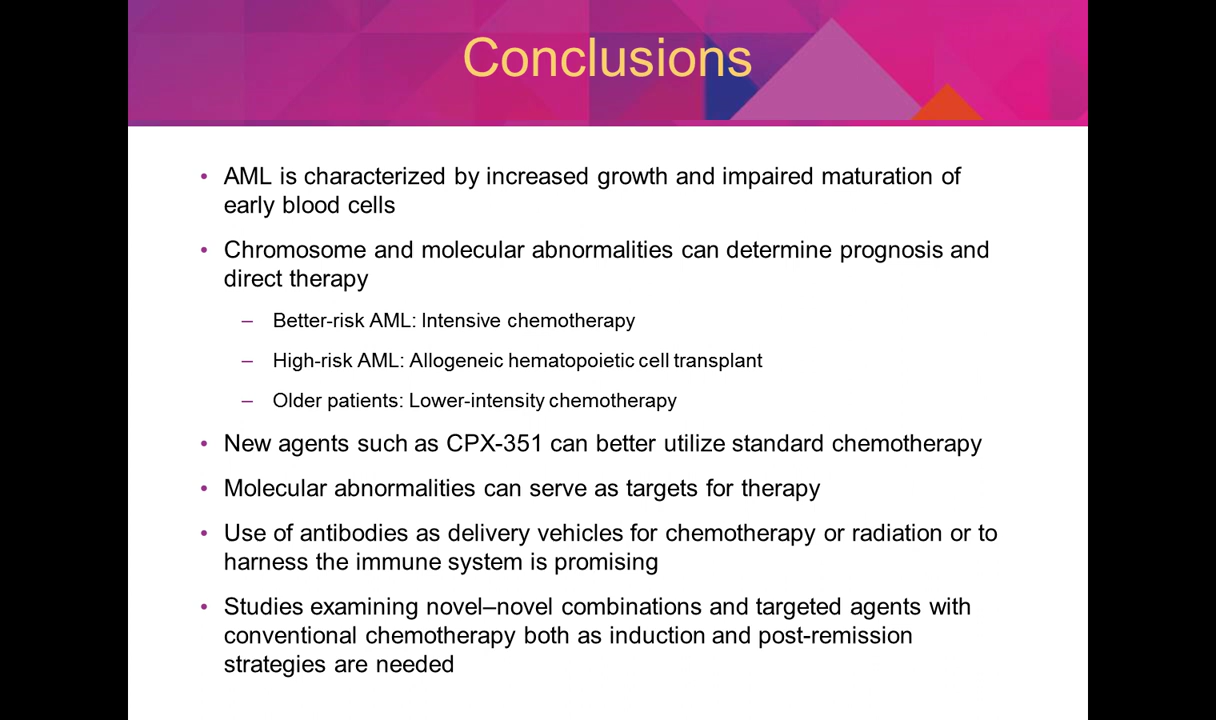 Conclusions
• AML is characterized by increased growth and impaired maturation of
early blood cells
• Chromosome and molecular abnormalities can determine prognosis and
direct therapy
– Better-risk AML: Intensive chemotherapy
– High-risk AML: Allogeneic hematopoietic cell transplant
– Older patients: Lower-intensity chemotherapy
• New agents such as CPX-351 can better utilize standard chemotherapy
• Molecular abnormalities can serve as targets for therapy
• Use of antibodies as delivery vehicles for chemotherapy or radiation or to
harness the immune system is promising
• Studies examining novel–novel combinations and targeted agents with
conventional chemotherapy both as induction and post-remission
strategies are needed